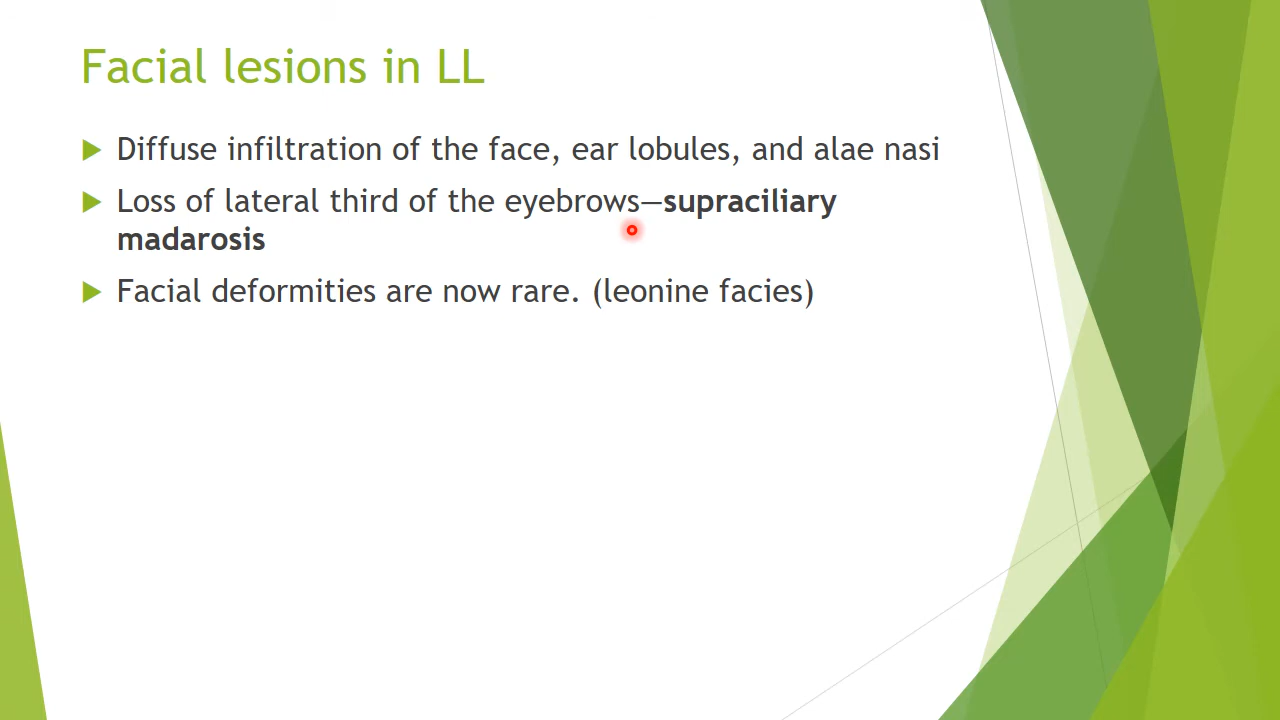 Facial lesions in LL
Diffuse infiltration of the face, ear lobules, and alae nasi
Loss of lateral third of the eyebrows—supraciliary
madarosis
Facial deformities are now rare. (leonine facies)